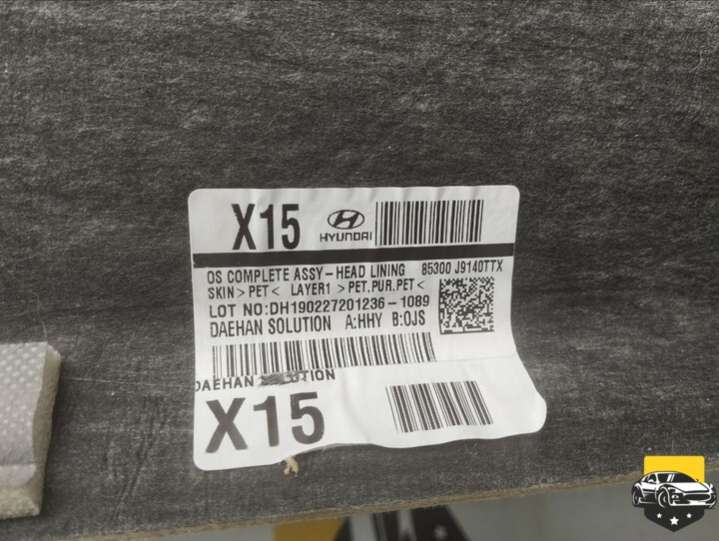 X15 HYUNDAI
OS COMPLETE ASSY-HEAD LINING 85300 J9140TTX
SKIN>PET< LAYER1 >PET.PUR.PET<
LOT NO:DH190227201236-1089
DAEHAN SOLUTION A:HHY B:OJS
DAEHAN SOLUTION
X15